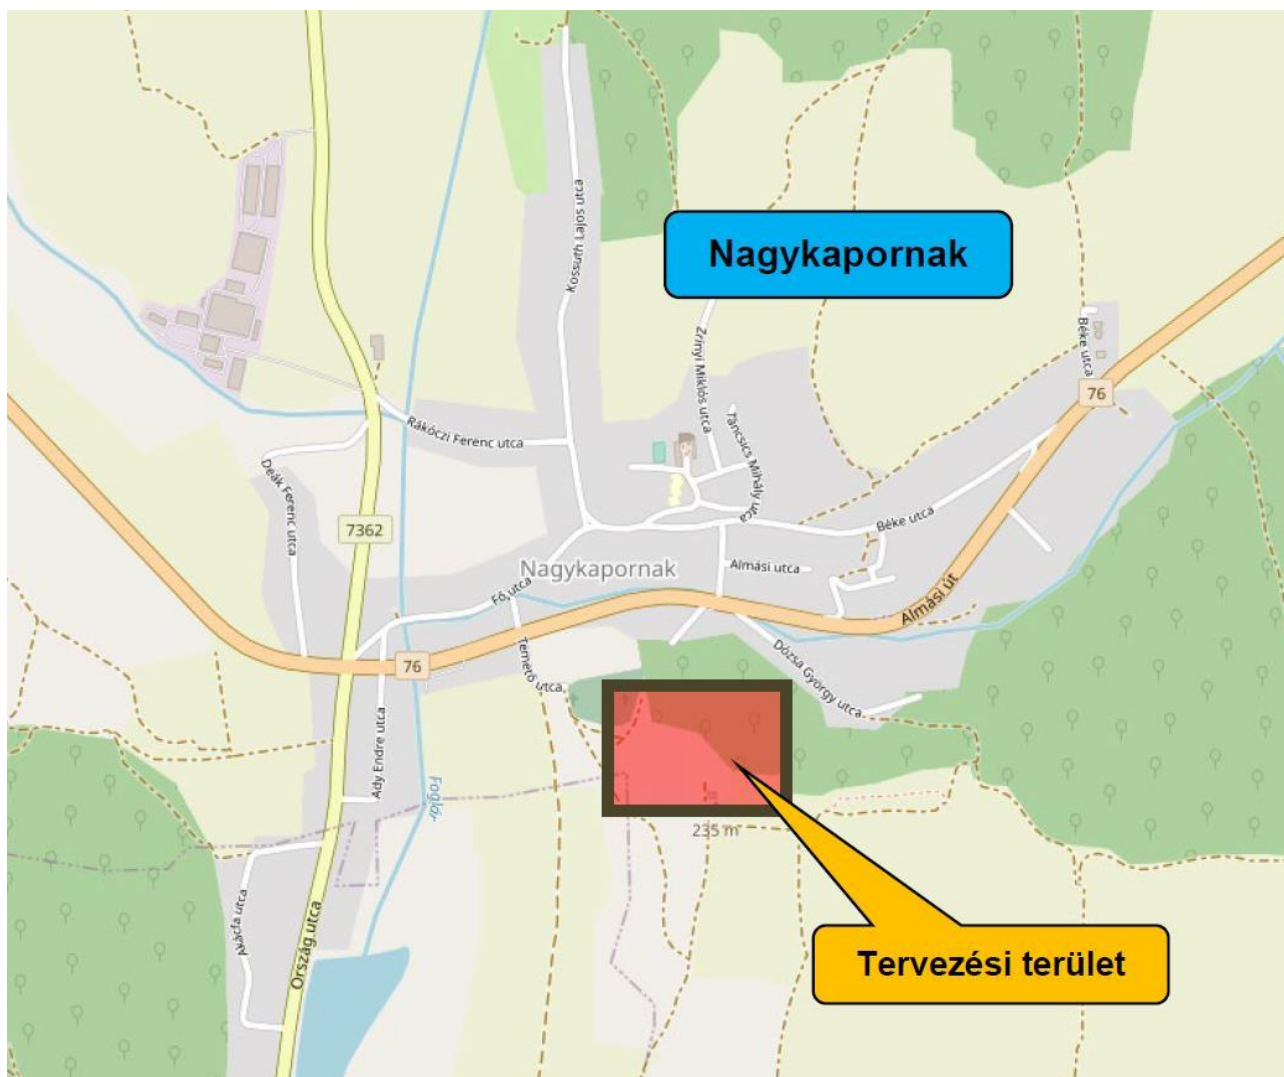 Nagykapornak
Kossuth Lajos utca
Zrínyi Miklós utca
Béke utca
76
Táncsics Mihály utca
Rákóczi Ferenc utca
Deák Ferenc utca
7362
Béke utca
Almási utca
Nagykapornak
Fő utca
Almási út
Temető utca
76
Dózsa György utca
Ady Endre utca
235 m
Akácfa utca
Ország utca
Tervezési terület